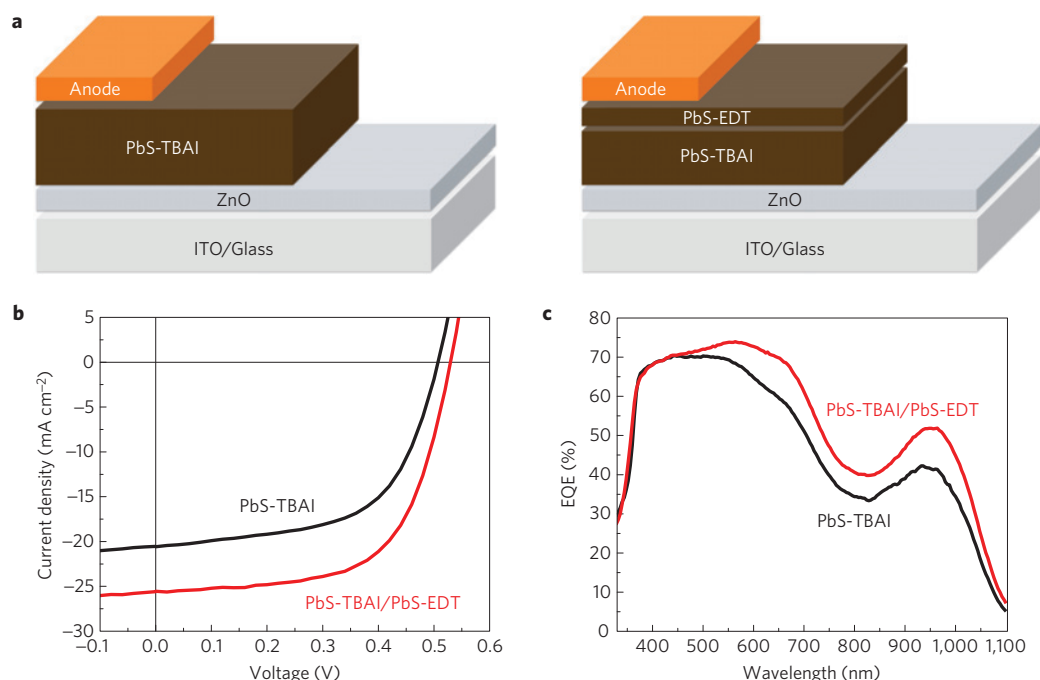 a
Anode
PbS-TBAI
ZnO
ITO/Glass
Anode
PbS-EDT
PbS-TBAI
ZnO
ITO/Glass
b
5
0
–5
–10
–15
–20
–25
–30
Current density (mA cm–2)
PbS-TBAI
PbS-TBAI/PbS-EDT
–0.1
0.0
0.1
0.2
0.3
0.4
0.5
0.6
Voltage (V)
c
80
70
60
50
40
30
20
10
0
EQE (%)
PbS-TBAI/PbS-EDT
PbS-TBAI
400
500
600
700
800
900
1,000
1,100
Wavelength (nm)